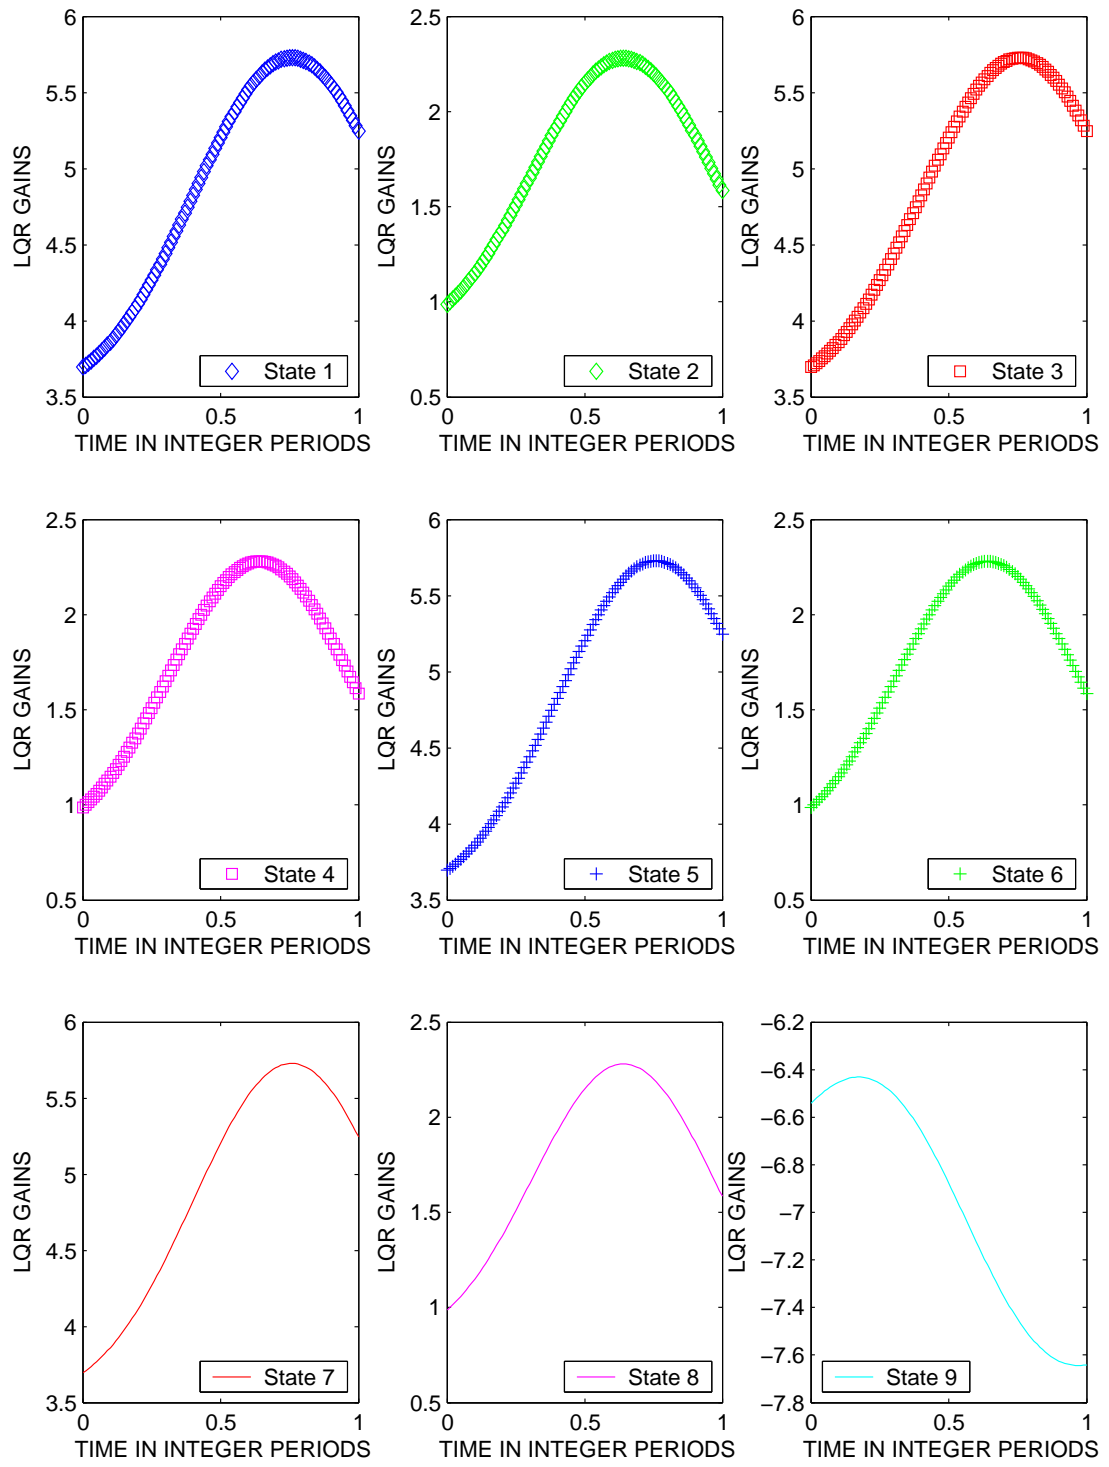 6
5.5
5
4.5
4
3.5
LQR GAINS
State 1
0 0.5 1
TIME IN INTEGER PERIODS
2.5
2
1.5
1
0.5
LQR GAINS
State 2
0 0.5 1
TIME IN INTEGER PERIODS
6
5.5
5
4.5
4
3.5
LQR GAINS
State 3
0 0.5 1
TIME IN INTEGER PERIODS
2.5
2
1.5
1
0.5
LQR GAINS
State 4
0 0.5 1
TIME IN INTEGER PERIODS
6
5.5
5
4.5
4
3.5
LQR GAINS
State 5
0 0.5 1
TIME IN INTEGER PERIODS
2.5
2
1.5
1
0.5
LQR GAINS
State 6
0 0.5 1
TIME IN INTEGER PERIODS
6
5.5
5
4.5
4
3.5
LQR GAINS
State 7
0 0.5 1
TIME IN INTEGER PERIODS
2.5
2
1.5
1
0.5
LQR GAINS
State 8
0 0.5 1
TIME IN INTEGER PERIODS
−6.2
−6.4
−6.6
−6.8
−7
−7.2
−7.4
−7.6
−7.8
LQR GAINS
State 9
0 0.5 1
TIME IN INTEGER PERIODS